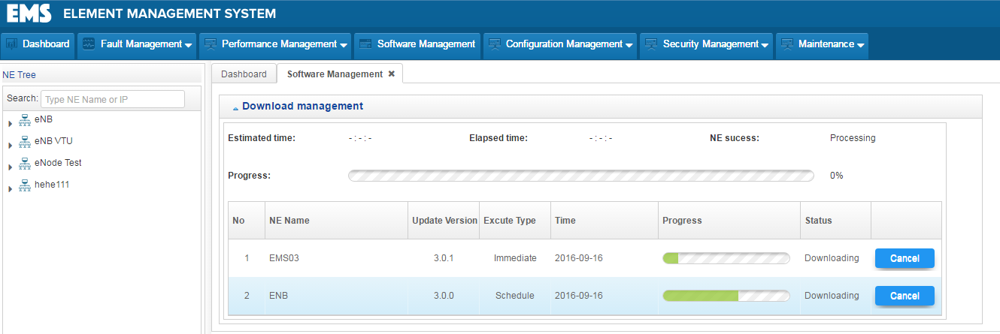 EMS ELEMENT MANAGEMENT SYSTEM
Dashboard Fault Management Performance Management Software Management Configuration Management Security Management Maintenance
NE Tree
Dashboard Software Management ✖
Search: Type NE Name or IP
Download management
eNB
eNB VTU
eNode Test
hehe111
Estimated time: - : - : - Elapsed time: - : - : - NE sucess: Processing
Progress: 0%
No NE Name Update Version Excute Type Time Progress Status
1 EMS03 3.0.1 Immediate 2016-09-16 Downloading Cancel
2 ENB 3.0.0 Schedule 2016-09-16 Downloading Cancel